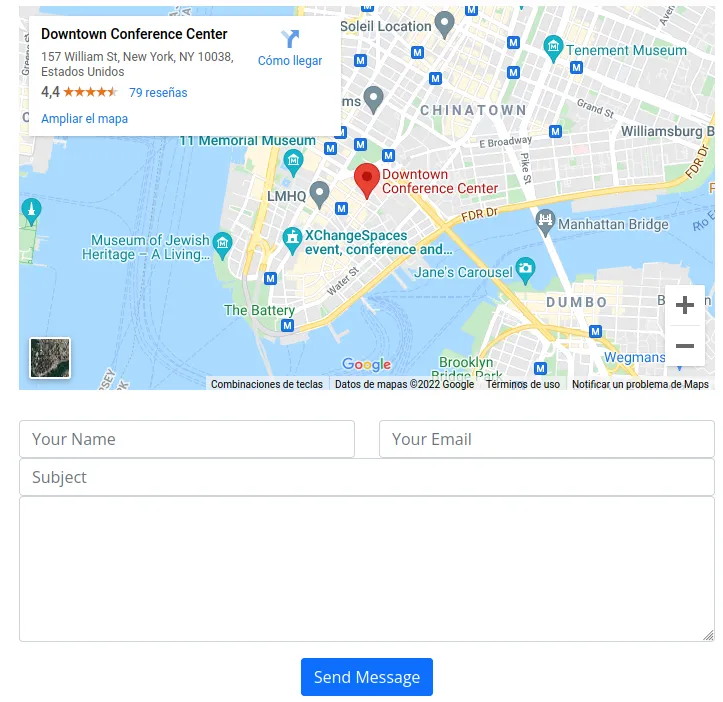 Downtown Conference Center
157 William St, New York, NY 10038,
Estados Unidos
4,4
79 reseñas
Cómo llegar
Ampliar el mapa
Soleil Location
Tenement Museum
CHINATOWN
Grand St
Williamsburg B
E Broadway
Pike St
FDR Dr
11 Memorial Museum
Downtown
Conference Center
LMHQ
FDR Dr
Manhattan Bridge
Museum of Jewish
Heritage – A Living...
XChangeSpaces
event, conference and...
Water St
Jane's Carousel
The Battery
DUMBO
Wegmans
Brooklyn
Bridge Park
Google
Combinaciones de teclas
Datos de mapas ©2022 Google
Términos de uso
Notificar un problema de Maps
Your Name
Your Email
Subject
Send Message